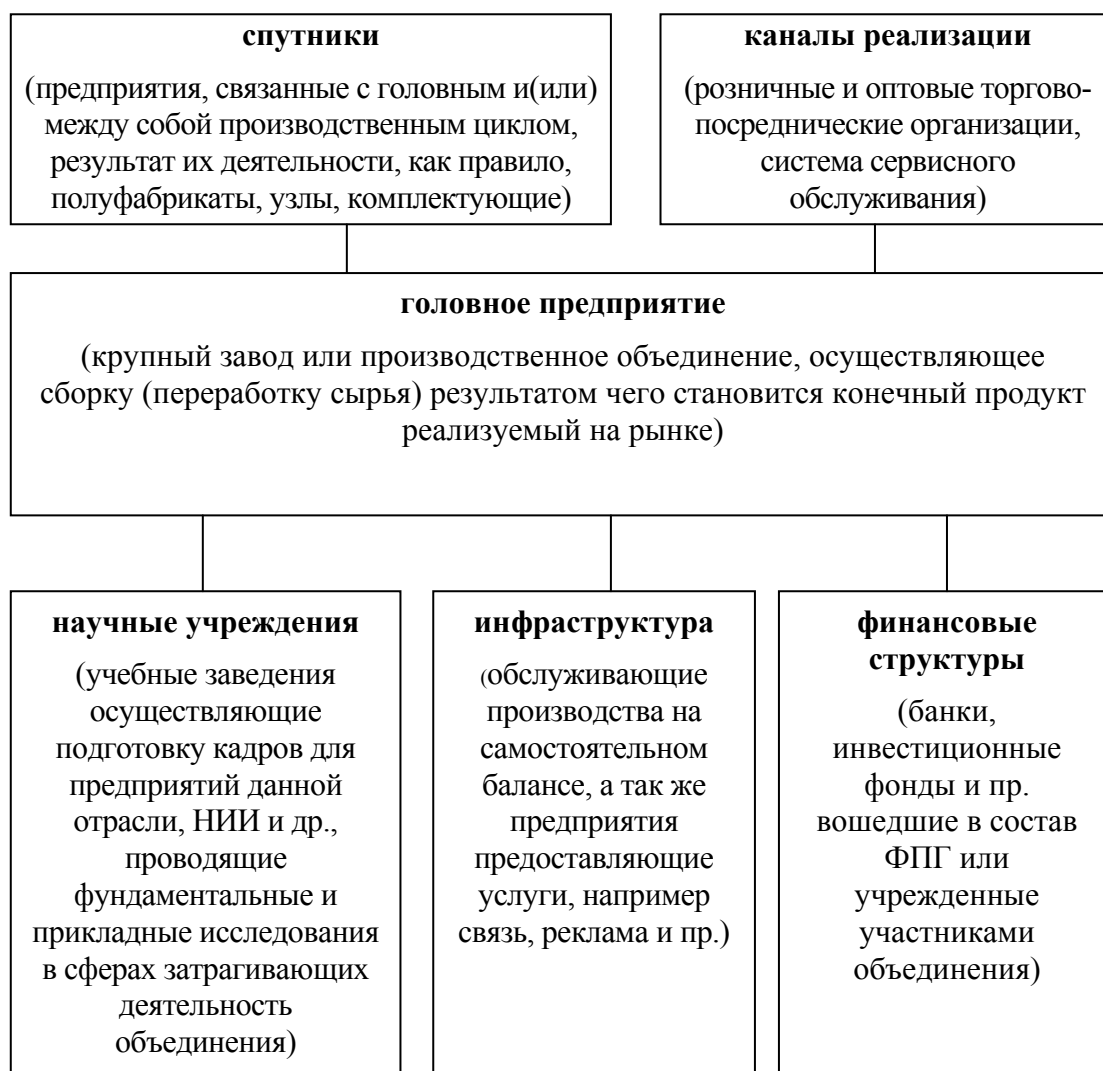 спутники
(предприятия, связанные с головным и(или)
между собой производственным циклом,
результат их деятельности, как правило,
полуфабрикаты, узлы, комплектующие)
каналы реализации
(розничные и оптовые торгово-
посреднические организации,
система сервисного
обслуживания)
головное предприятие
(крупный завод или производственное объединение, осуществляющее
сборку (переработку сырья) результатом чего становится конечный продукт
реализуемый на рынке)
научные учреждения
(учебные заведения
осуществляющие
подготовку кадров для
предприятий данной
отрасли, НИИ и др.,
проводящие
фундаментальные и
прикладные исследования
в сферах затрагивающих
деятельность
объединения)
инфраструктура
(обслуживающие
производства на
самостоятельном
балансе, а так же
предприятия
предоставляющие
услуги, например
связь, реклама и пр.)
финансовые
структуры
(банки,
инвестиционные
фонды и пр.
вошедшие в состав
ФПГ или
учрежденные
участниками
объединения)